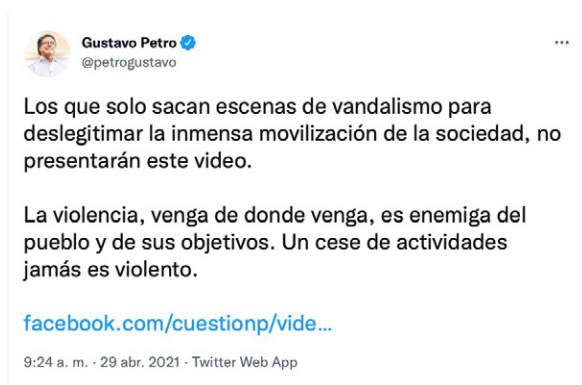 Gustavo Petro
@petrogustavo
Los que solo sacan escenas de vandalismo para
deslegitimar la inmensa movilización de la sociedad, no
presentarán este video.
La violencia, venga de donde venga, es enemiga del
pueblo y de sus objetivos. Un cese de actividades
jamás es violento.
facebook.com/cuestionp/vide...
9:24 a. m. · 29 abr. 2021 · Twitter Web App